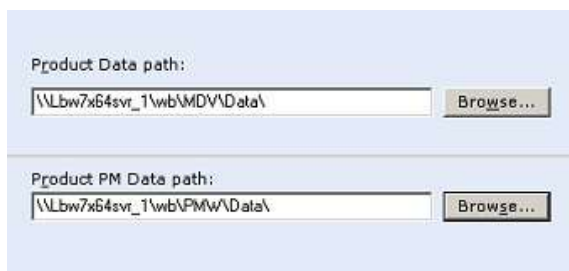 Product Data path:
\\Lbw7x64svr_1\wb\MDV\Data\
Browse...
Product PM Data path:
\\Lbw7x64svr_1\wb\PMW\Data\
Browse...